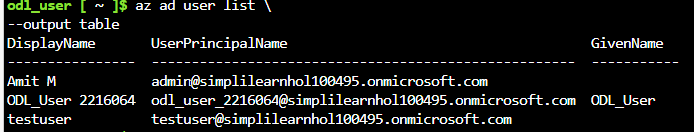 odl_user [ ~ ]$ az ad user list \
--output table
DisplayName       UserPrincipalName                                    GivenName
----------------  ---------------------------------------------------  -----------
Amit M            admin@simplilearnhol100495.onmicrosoft.com
ODL_User 2216064  odl_user_2216064@simplilearnhol100495.onmicrosoft.com  ODL_User
testuser          testuser@simplilearnhol100495.onmicrosoft.com